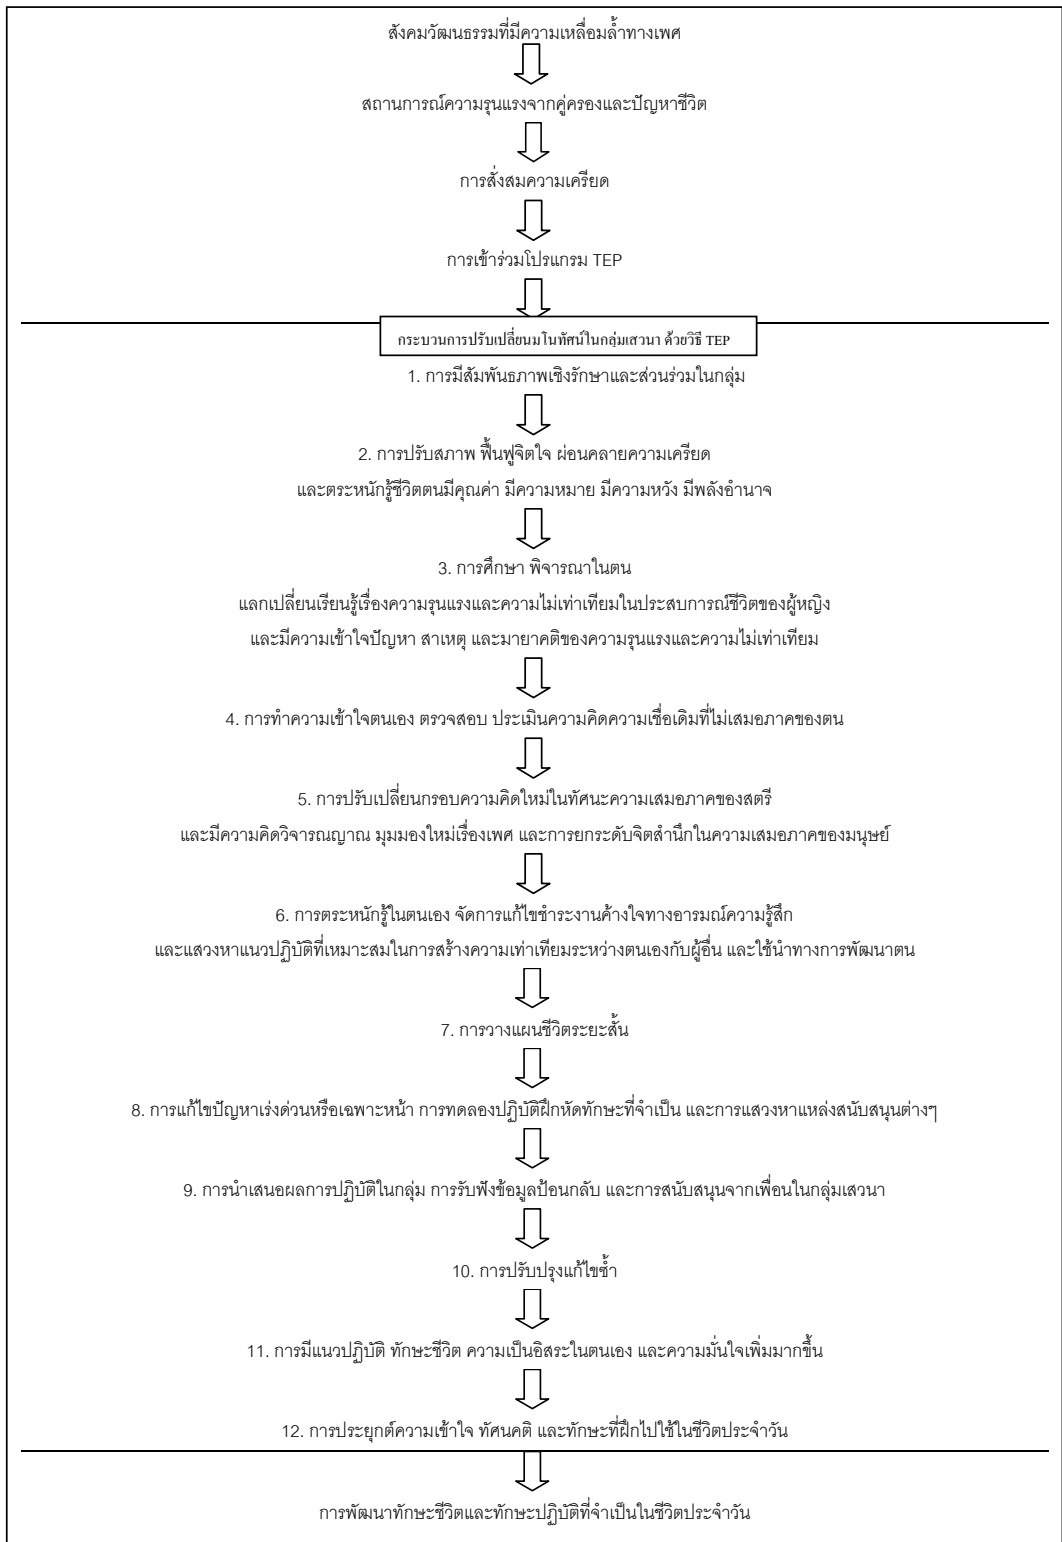 สังคมวัฒนธรรมที่มีความเหลื่อมล้ำทางเพศ
สถานการณ์ความรุนแรงจากคู่ครองและปัญหาชีวิต
การสั่งสมความเครียด
การเข้าร่วมโปรแกรม TEP
กระบวนการปรับเปลี่ยนมโนทัศน์ในกลุ่มเสวนา ด้วยวิธี TEP
1. การมีสัมพันธภาพเชิงรักษาและส่วนร่วมในกลุ่ม
2. การปรับสภาพ ฟื้นฟูจิตใจ ผ่อนคลายความเครียด
และตระหนักรู้ชีวิตตนมีคุณค่า มีความหมาย มีความหวัง มีพลังอำนาจ
3. การศึกษา พิจารณาในตน
แลกเปลี่ยนเรียนรู้เรื่องความรุนแรงและความไม่เท่าเทียมในประสบการณ์ชีวิตของผู้หญิง
และมีความเข้าใจปัญหา สาเหตุ และมายาคติของความรุนแรงและความไม่เท่าเทียม
4. การทำความเข้าใจตนเอง ตรวจสอบ ประเมินความคิดความเชื่อเดิมที่ไม่เสมอภาคของตน
5. การปรับเปลี่ยนกรอบความคิดใหม่ในทัศนะความเสมอภาคของสตรี
และมีความคิดวิจารณญาณ มุมมองใหม่เรื่องเพศ และการยกระดับจิตสำนึกในความเสมอภาคของมนุษย์
6. การตระหนักรู้ในตนเอง จัดการแก้ไขชำระงานค้างใจทางอารมณ์ความรู้สึก
และแสวงหาแนวปฏิบัติที่เหมาะสมในการสร้างความเท่าเทียมระหว่างตนเองกับผู้อื่น และใช้นำทางการพัฒนาตน
7. การวางแผนชีวิตระยะสั้น
8. การแก้ไขปัญหาเร่งด่วนหรือเฉพาะหน้า การทดลองปฏิบัติฝึกหัดทักษะที่จำเป็น และการแสวงหาแหล่งสนับสนุนต่างๆ
9. การนำเสนอผลการปฏิบัติในกลุ่ม การรับฟังข้อมูลป้อนกลับ และการสนับสนุนจากเพื่อนในกลุ่มเสวนา
10. การปรับปรุงแก้ไขซ้ำ
11. การมีแนวปฏิบัติ ทักษะชีวิต ความเป็นอิสระในตนเอง และความมั่นใจเพิ่มมากขึ้น
12. การประยุกต์ความเข้าใจ ทัศนคติ และทักษะที่ฝึกไปใช้ในชีวิตประจำวัน
การพัฒนาทักษะชีวิตและทักษะปฏิบัติที่จำเป็นในชีวิตประจำวัน